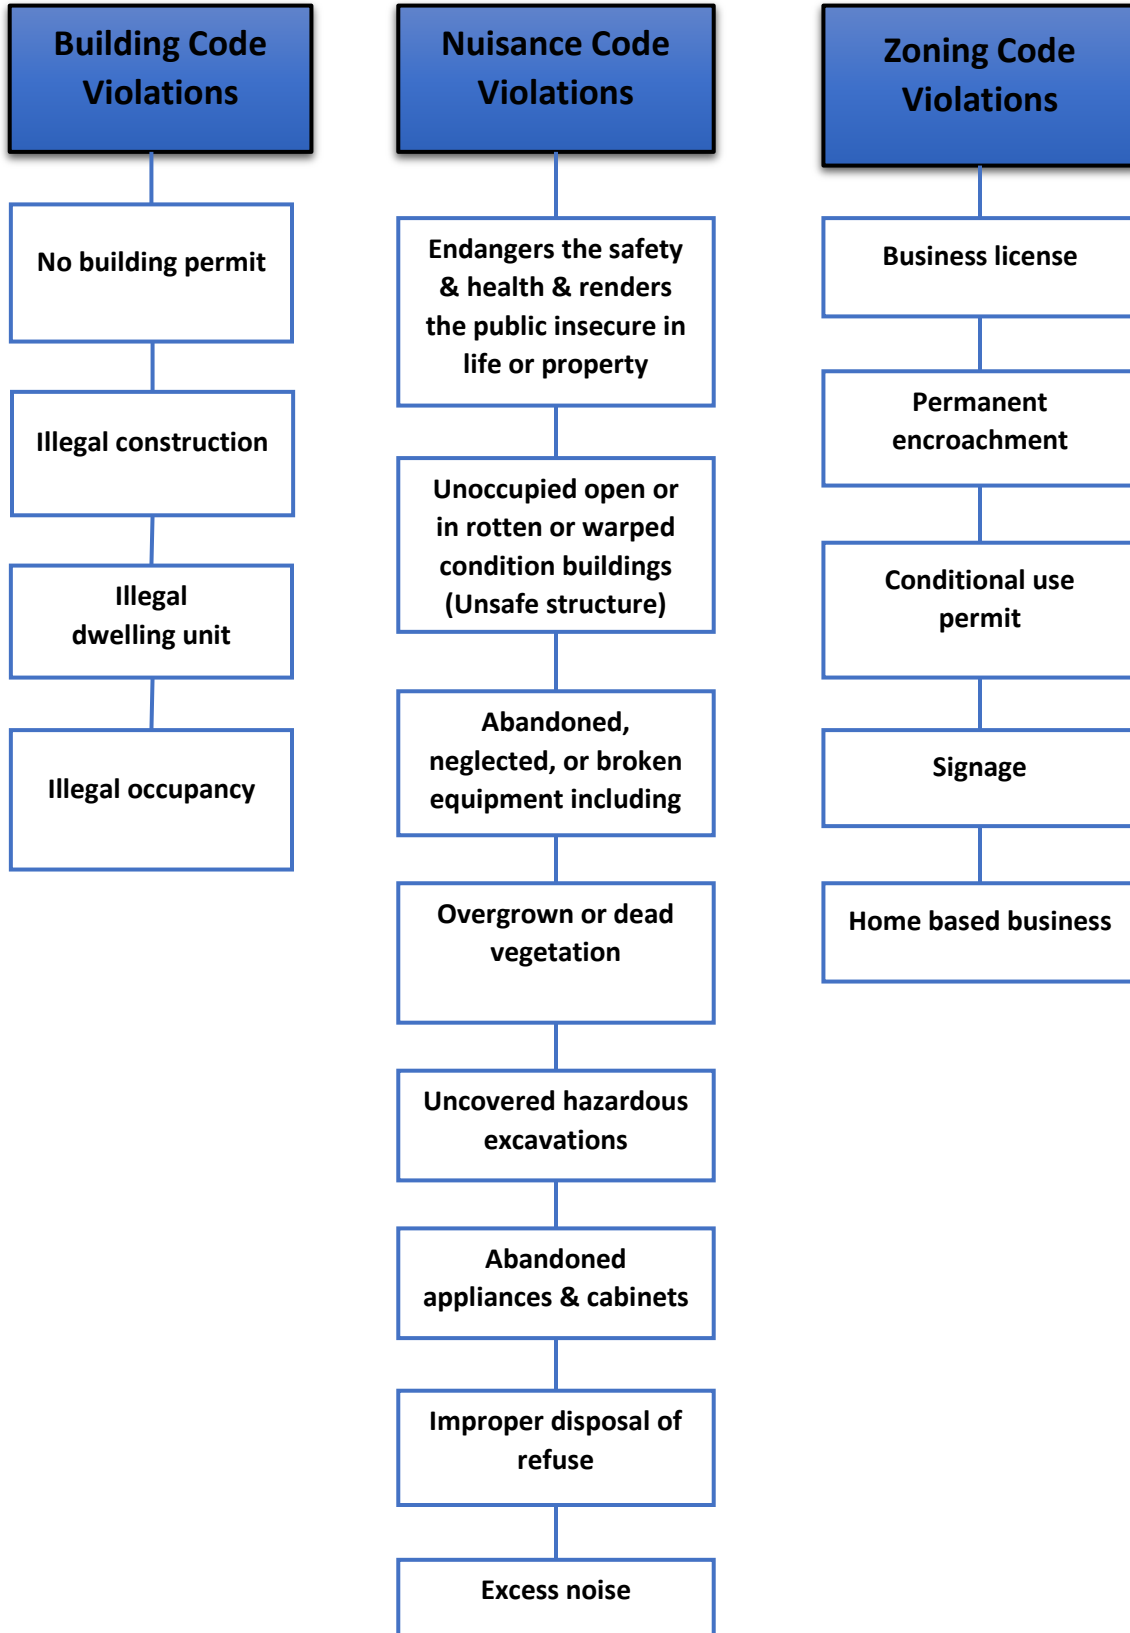 Building Code
Violations
No building permit
Illegal construction
Illegal
dwelling unit
Illegal occupancy
Nuisance Code
Violations
Endangers the safety
& health & renders
the public insecure in
life or property
Unoccupied open or
in rotten or warped
condition buildings
(Unsafe structure)
Abandoned,
neglected, or broken
equipment including
Overgrown or dead
vegetation
Uncovered hazardous
excavations
Abandoned
appliances & cabinets
Improper disposal of
refuse
Excess noise
Zoning Code
Violations
Business license
Permanent
encroachment
Conditional use
permit
Signage
Home based business